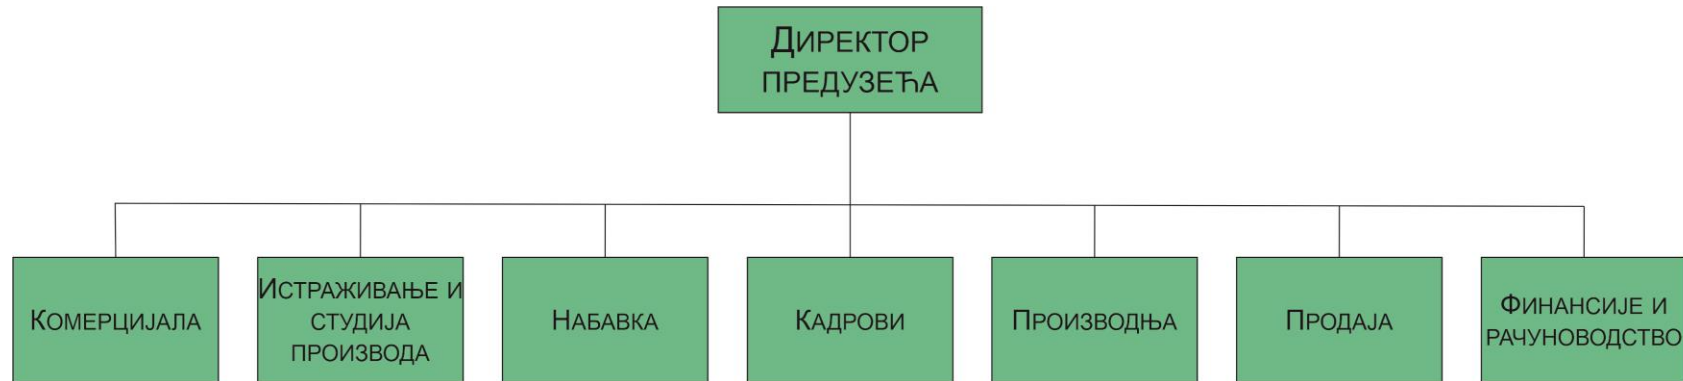 Директор
предузећа
Комерцијала
Истраживање и
студија
производа
Набавка
Кадрови
Производња
Продаја
Финансије и
рачуноводство